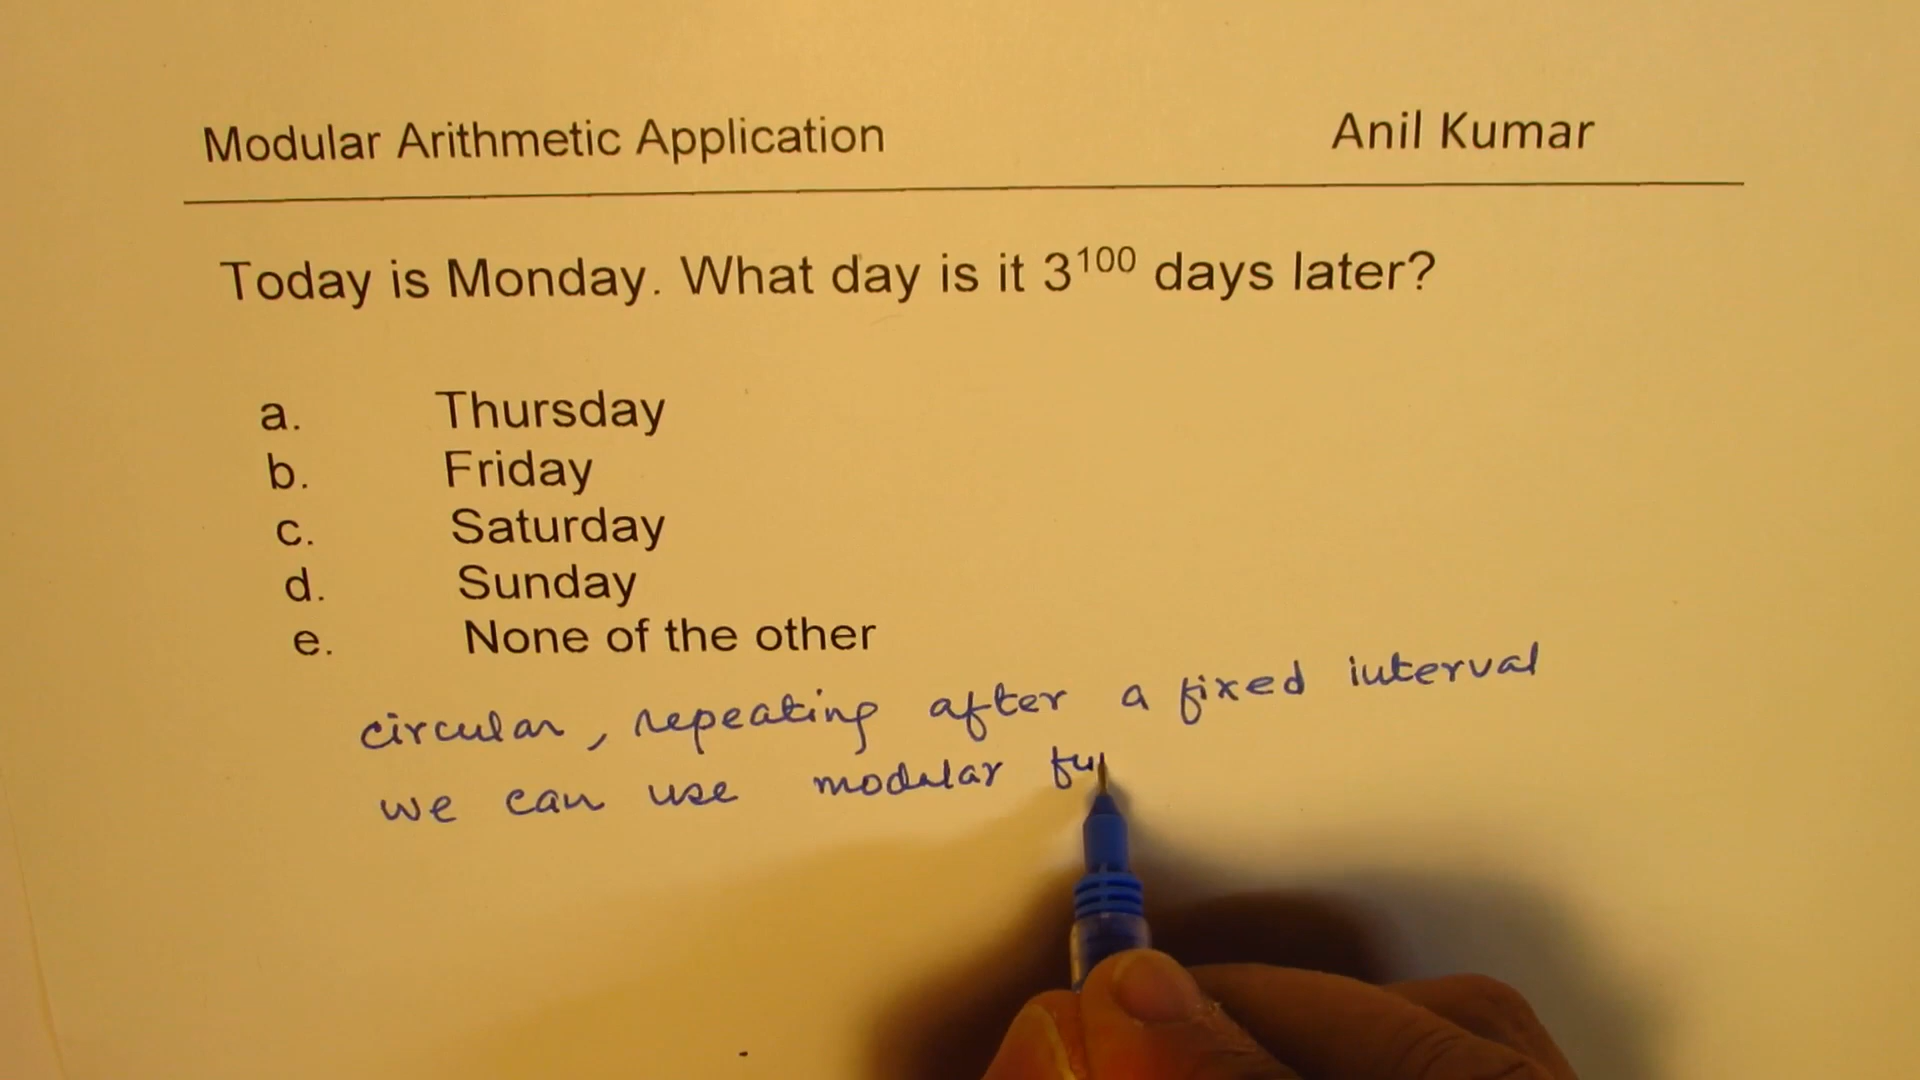 Modular Arithmetic Application Anil Kumar
Today is Monday. What day is it 3¹⁰⁰ days later?
a. Thursday
b. Friday
c. Saturday
d. Sunday
e. None of the other
circular, repeating after a fixed interval
we can use modular fu